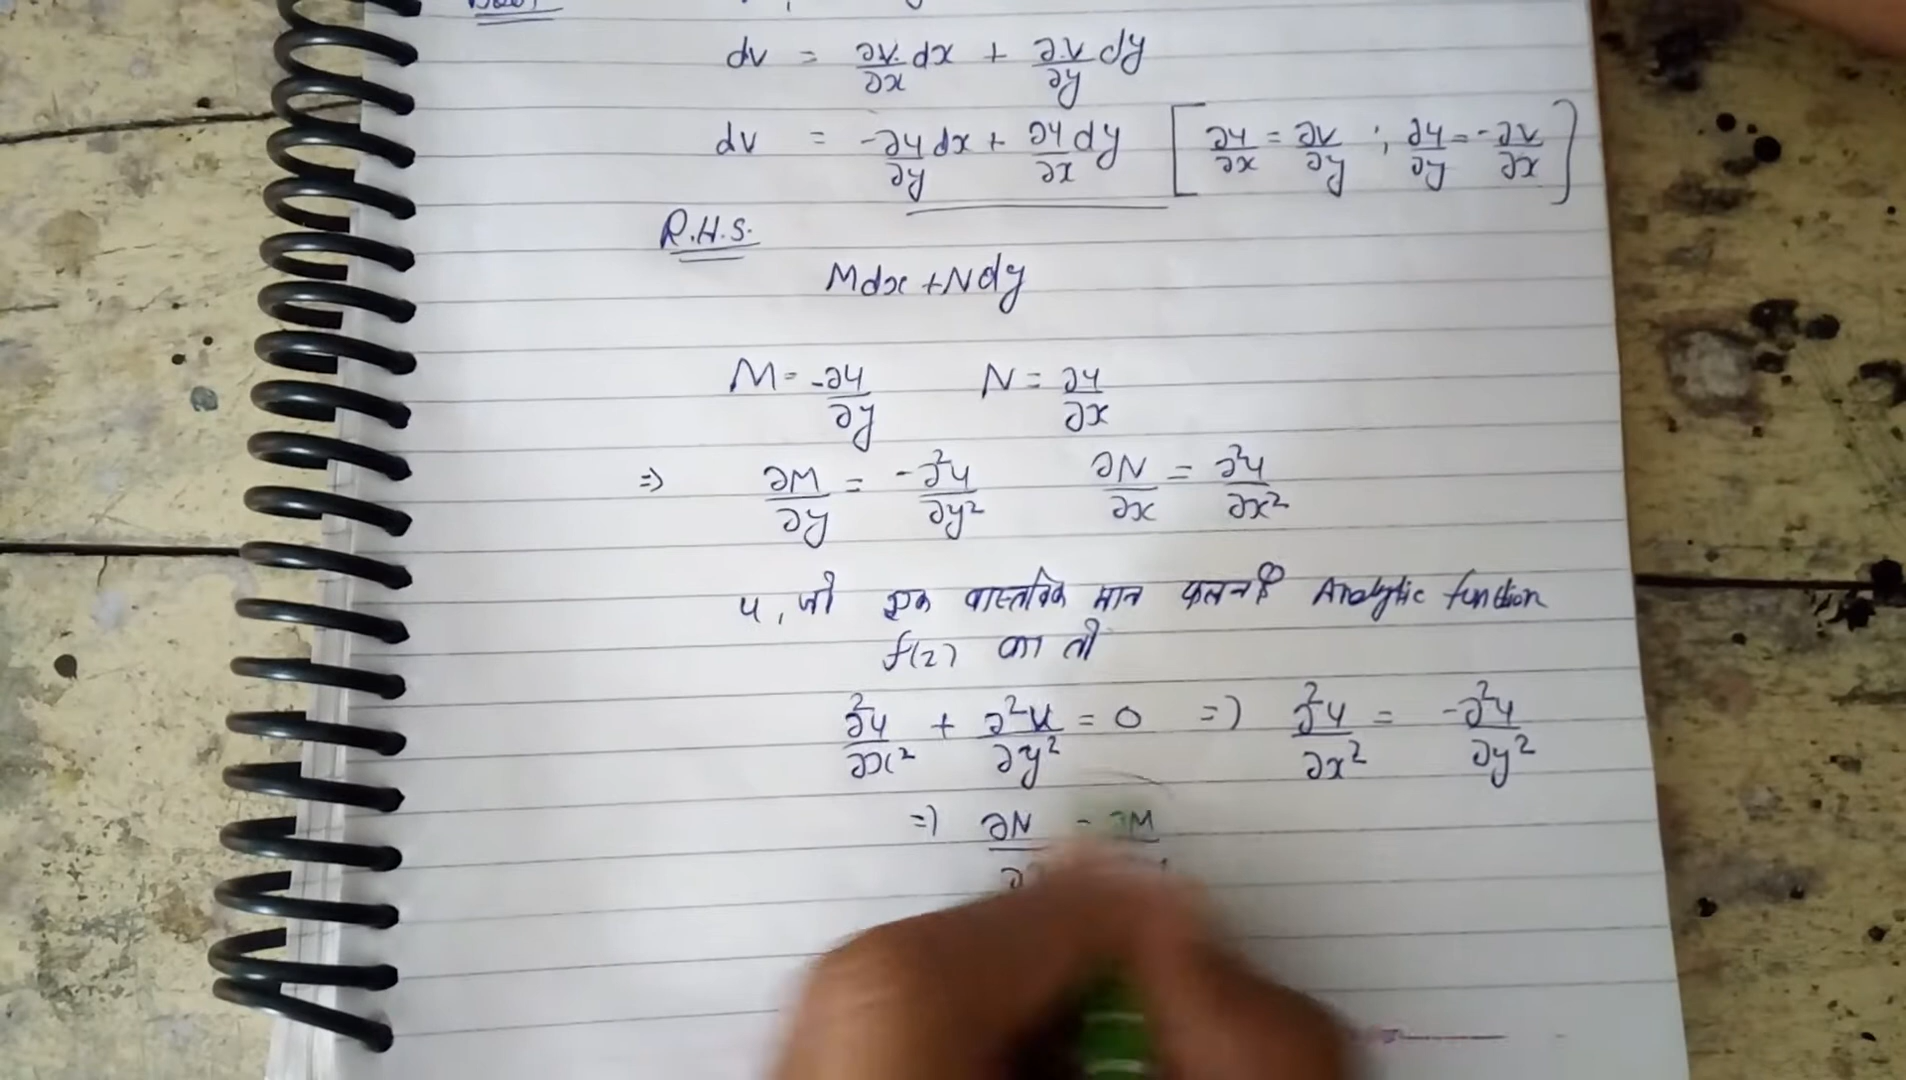 dv = ∂v/∂x dx + ∂v/∂y dy
dv = -∂u/∂y dx + ∂u/∂x dy [∂u/∂x = ∂v/∂y ; ∂u/∂y = -∂v/∂x]
R.H.S.
Mdx + Ndy
M = -∂u/∂y N = ∂u/∂x
=> ∂M/∂y = -∂²u/∂y² ∂N/∂x = ∂²u/∂x²
u, जो एक वास्तविक मान फलन है Analytic function
f(z) का तो
∂²u/∂x² + ∂²u/∂y² = 0 => ∂²u/∂x² = -∂²u/∂y²
=> ∂N = ∂M